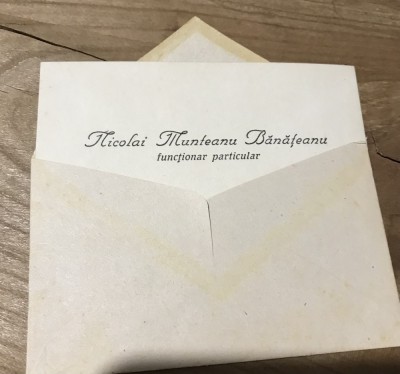 Nicolai Munteanu Bănățeanu
funcționar particular